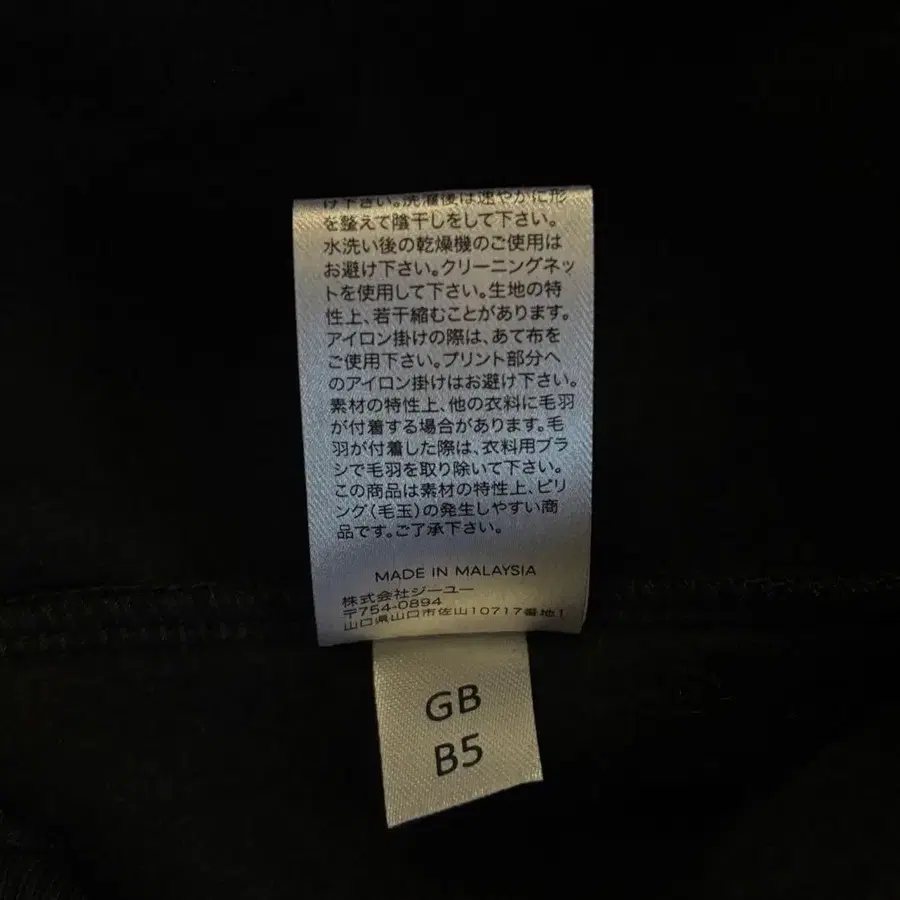 け下さい。洗濯後は速やかに形
を整えて陰干しをして下さい。
水洗い後の乾燥機のご使用は
お避け下さい。クリーニングネッ
トを使用して下さい。生地の特
性上、若干縮むことがあります。
アイロン掛けの際は、あて布を
ご使用下さい。プリント部分へ
のアイロン掛けはお避け下さい。
素材の特性上、他の衣料に毛羽
が付着する場合があります。毛
羽が付着した際は、衣料用ブラ
シで毛羽を取り除いて下さい。
この商品は素材の特性上、ピリ
ング(毛玉)の発生しやすい商
品です。ご了承下さい。
MADE IN MALAYSIA
株式会社ジーユー
〒754-0894
山口県山口市佐山10717番地1
GB
B5